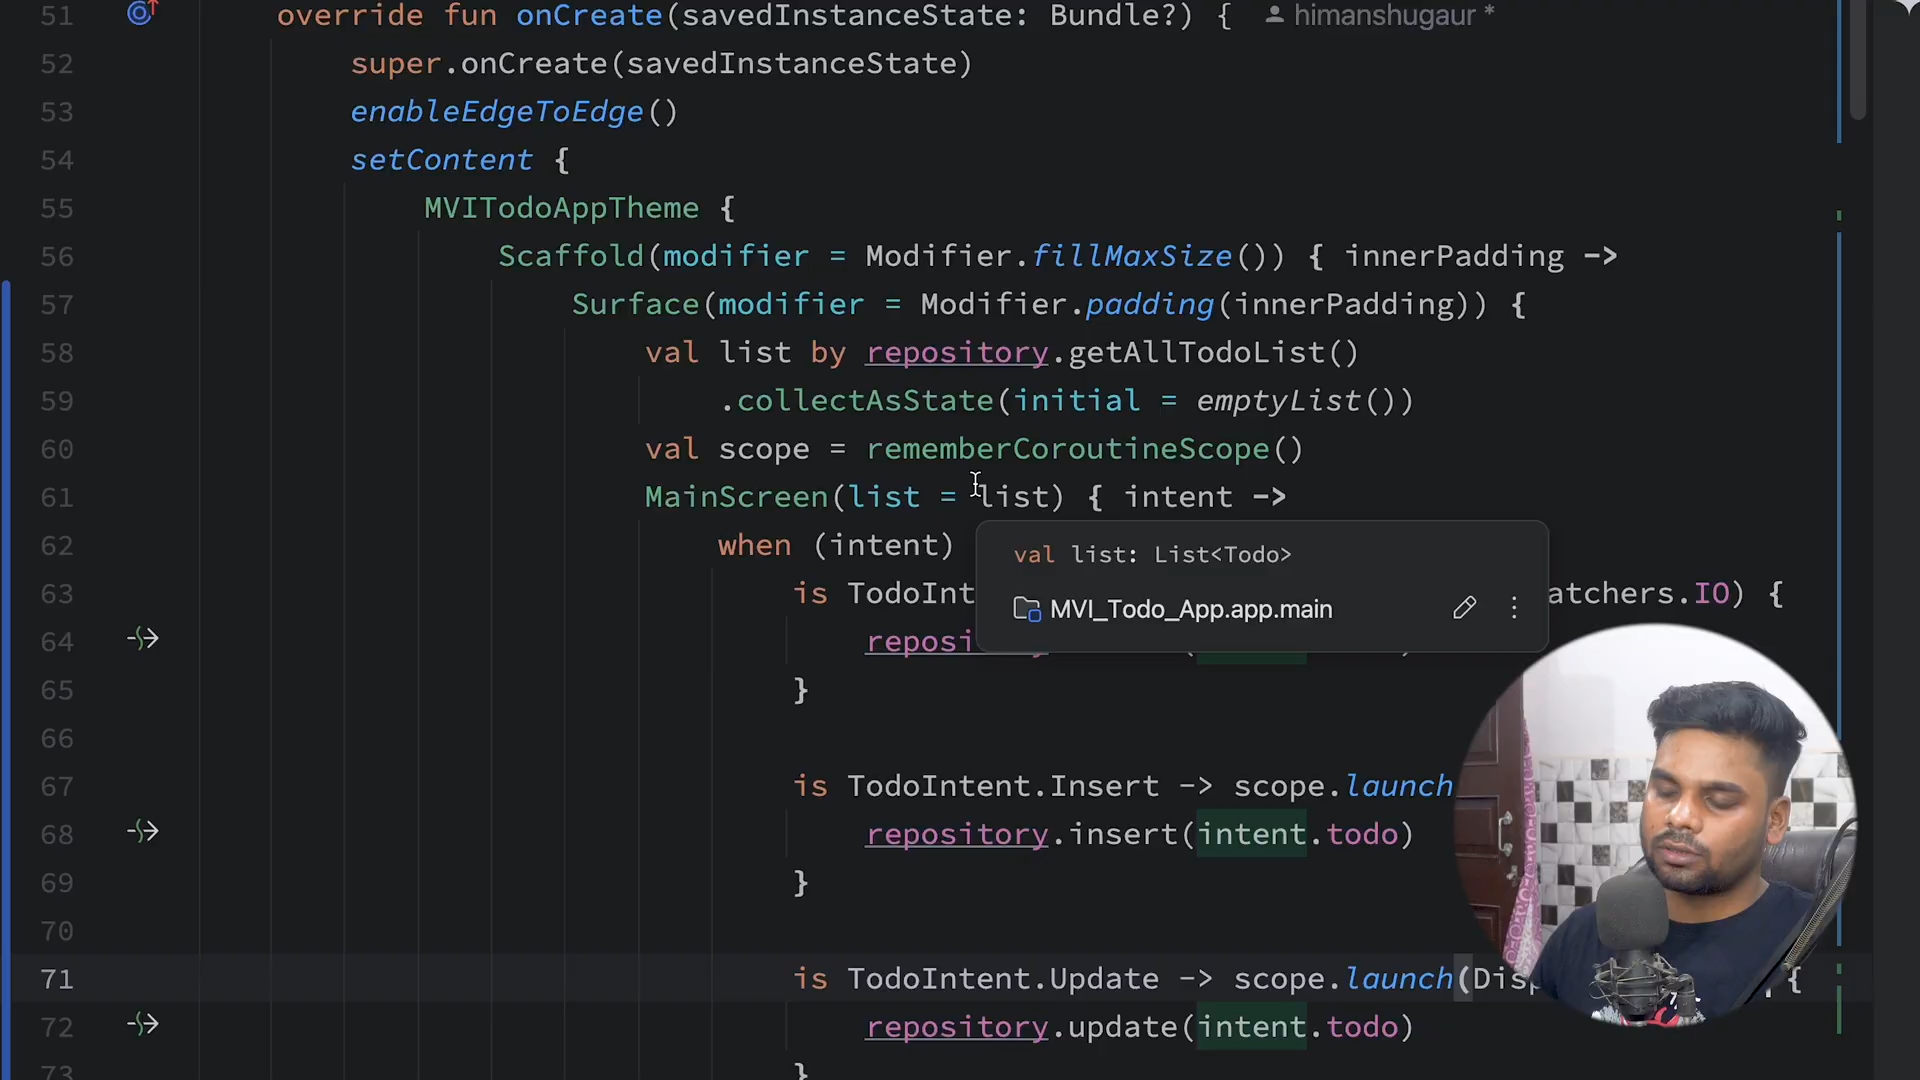 51 override fun onCreate(savedInstanceState: Bundle?) { himanshugaur *
52 super.onCreate(savedInstanceState)
53 enableEdgeToEdge()
54 setContent {
55 MVITodoAppTheme {
56 Scaffold(modifier = Modifier.fillMaxSize()) { innerPadding ->
57 Surface(modifier = Modifier.padding(innerPadding)) {
58 val list by repository.getAllTodoList()
59 .collectAsState(initial = emptyList())
60 val scope = rememberCoroutineScope()
61 MainScreen(list = list) { intent ->
62 when (intent)
val list: List<Todo>
63 is TodoInt atchers.IO) {
MVI_Todo_App.app.main
64 reposi
65 }
66
67 is TodoIntent.Insert -> scope.launch
68 repository.insert(intent.todo)
69 }
70
71 is TodoIntent.Update -> scope.launch(Disp {
72 repository.update(intent.todo)
73 }